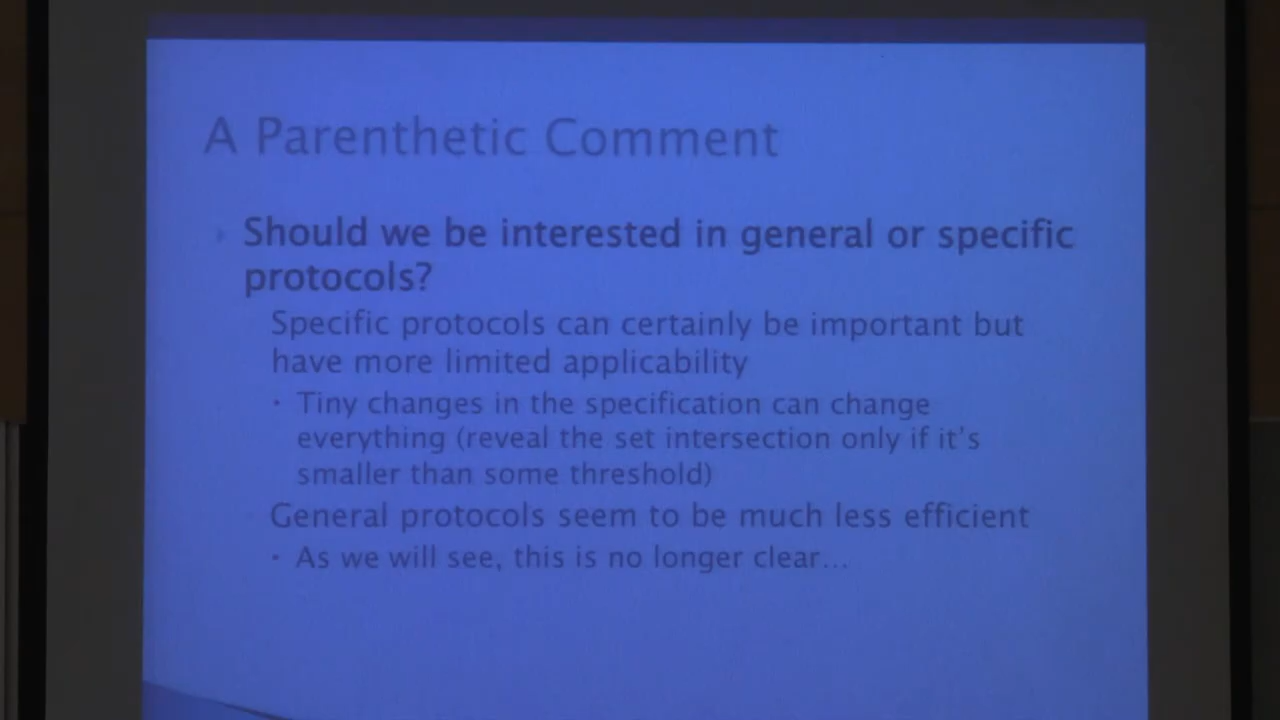 A Parenthetic Comment
Should we be interested in general or specific
protocols?
Specific protocols can certainly be important but
have more limited applicability
· Tiny changes in the specification can change
everything (reveal the set intersection only if it's
smaller than some threshold)
General protocols seem to be much less efficient
· As we will see, this is no longer clear...